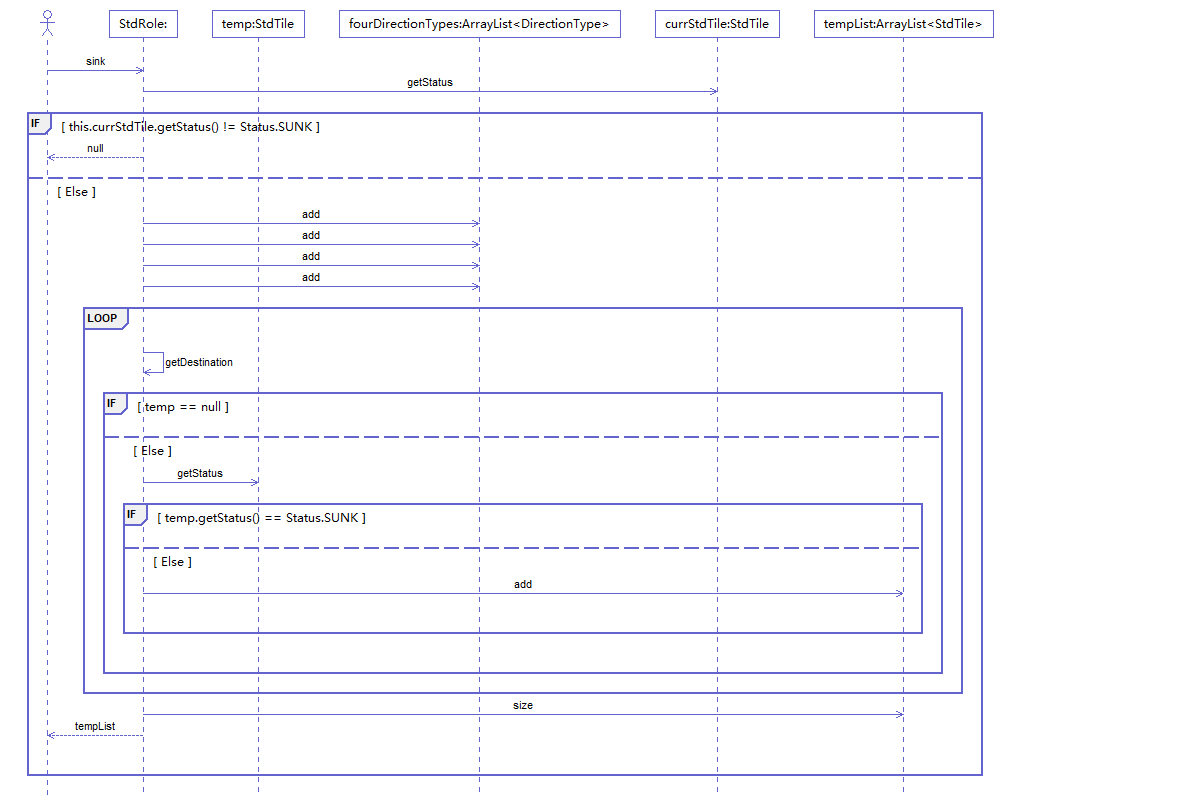 StdRole:
temp:StdTile
fourDirectionTypes:ArrayList<DirectionType>
currStdTile:StdTile
tempList:ArrayList<StdTile>
sink
getStatus
IF
[ this.currStdTile.getStatus() != Status.SUNK ]
null
[ Else ]
add
add
add
add
LOOP
getDestination
IF
[ temp == null ]
[ Else ]
getStatus
IF
[ temp.getStatus() == Status.SUNK ]
[ Else ]
add
size
tempList